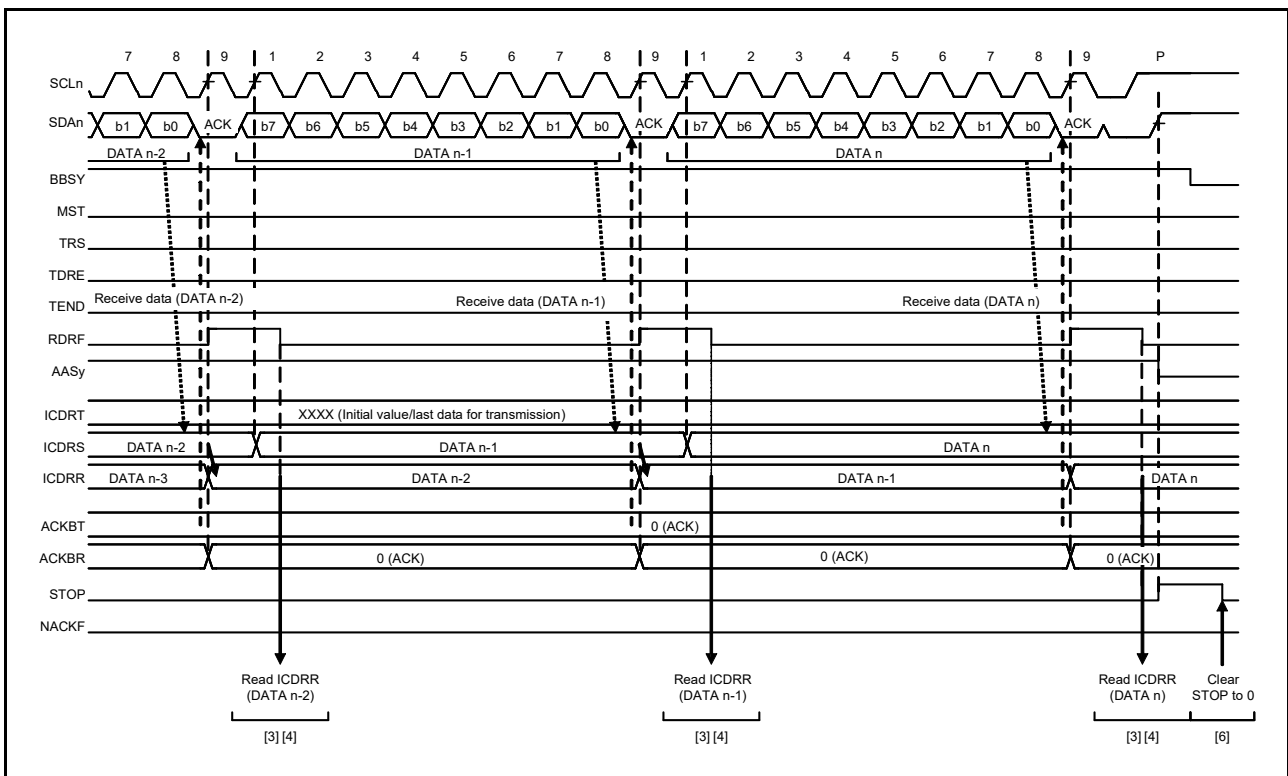 7 8 9 1 2 3 4 5 6 7 8 9 1 2 3 4 5 6 7 8 9 P
SCLn
SDAn b1 b0 ACK b7 b6 b5 b4 b3 b2 b1 b0 ACK b7 b6 b5 b4 b3 b2 b1 b0 ACK
DATA n-2 DATA n-1 DATA n
BBSY
MST
TRS
TDRE
Receive data (DATA n-2) Receive data (DATA n-1) Receive data (DATA n)
TEND
RDRF
AASy
ICDRT XXXX (Initial value/last data for transmission)
ICDRS DATA n-2 DATA n-1 DATA n
ICDRR DATA n-3 DATA n-2 DATA n-1 DATA n
ACKBT 0 (ACK)
ACKBR 0 (ACK) 0 (ACK) 0 (ACK)
STOP
NACKF
Read ICDRR Read ICDRR Read ICDRR Clear
(DATA n-2) (DATA n-1) (DATA n) STOP to 0
[3] [4] [3] [4] [3] [4] [6]